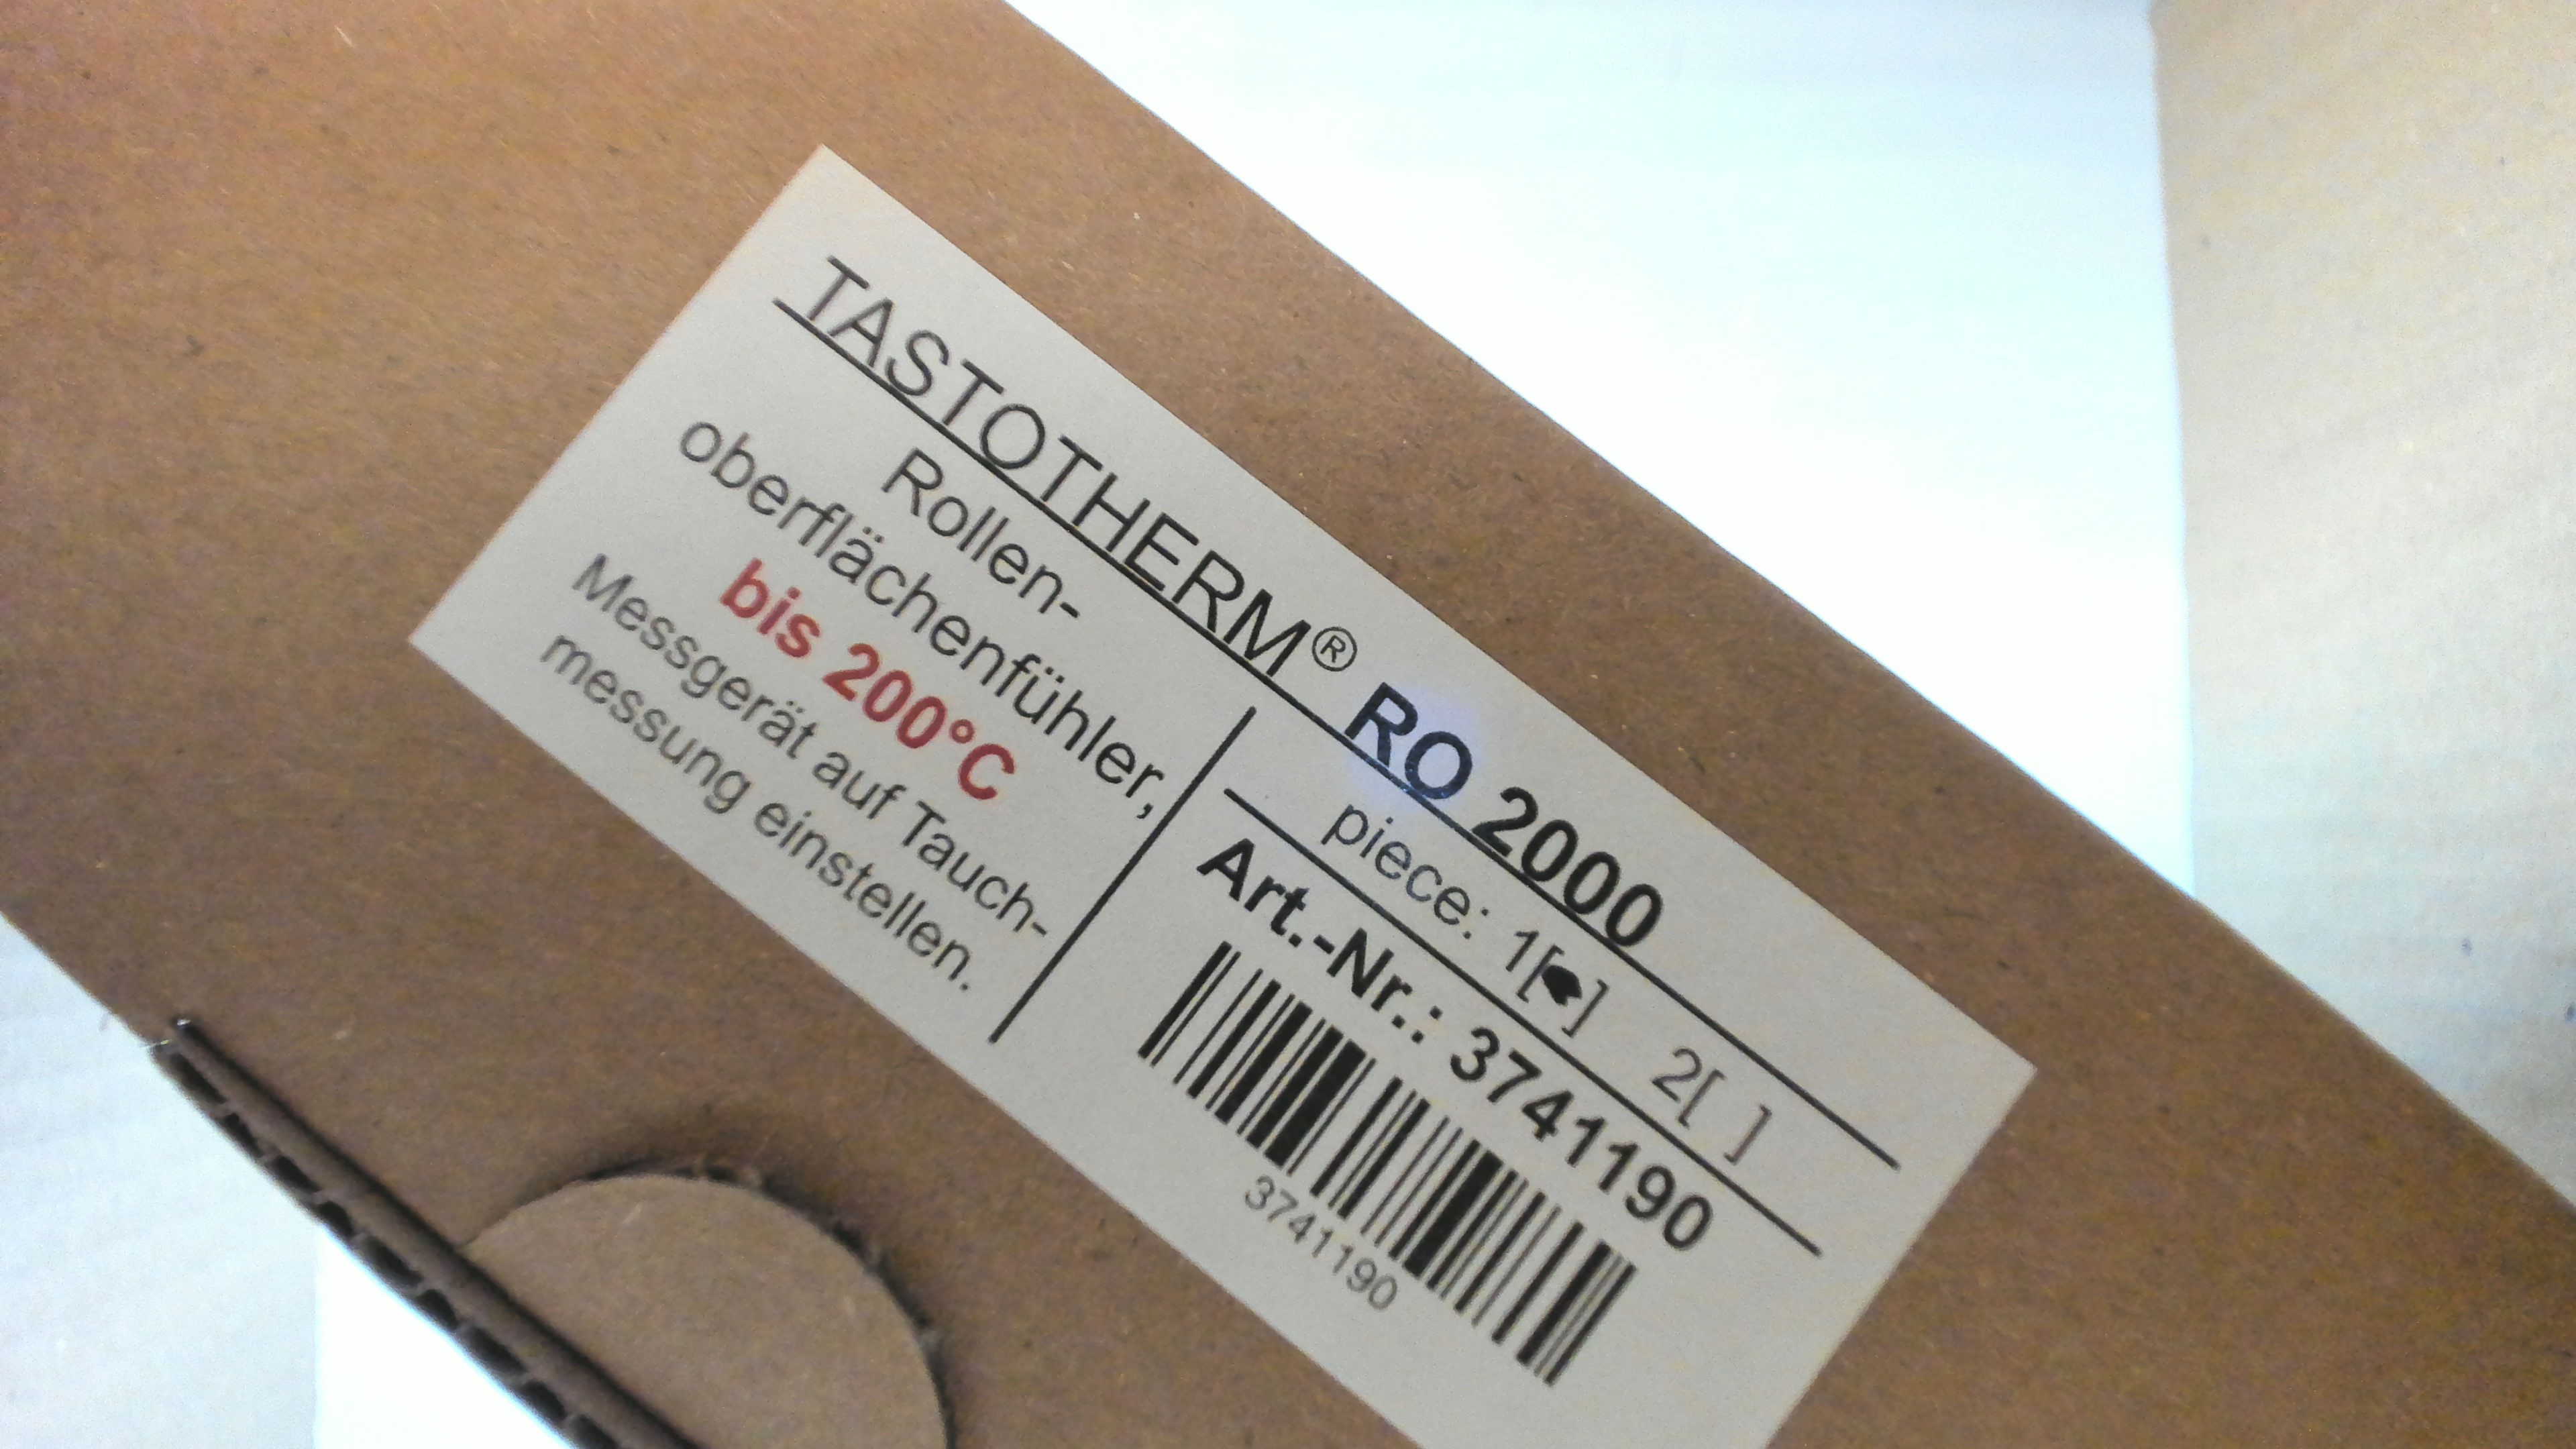 TASTOTHERM® RO 2000
Rollen-
oberflächenfühler,
bis 200°C
Messgerät auf Tauch-
messung einstellen.
piece: 1[ ] 2[ ]
Art.-Nr.: 3741190
3741190